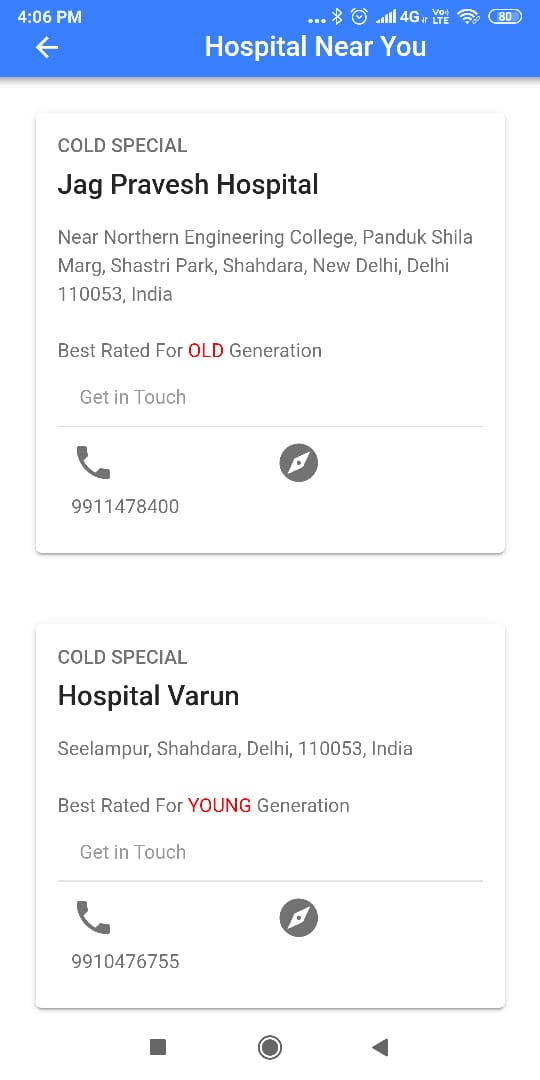 4:06 PM
... 4G Vo) LTE 80
Hospital Near You
COLD SPECIAL
Jag Pravesh Hospital
Near Northern Engineering College, Panduk Shila
Marg, Shastri Park, Shahdara, New Delhi, Delhi
110053, India
Best Rated For OLD Generation
Get in Touch
9911478400
COLD SPECIAL
Hospital Varun
Seelampur, Shahdara, Delhi, 110053, India
Best Rated For YOUNG Generation
Get in Touch
9910476755